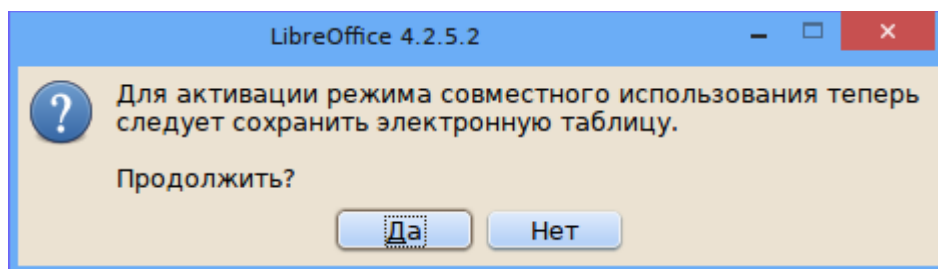 LibreOffice 4.2.5.2
Для активации режима совместного использования теперь
следует сохранить электронную таблицу.
Продолжить?
Да Нет